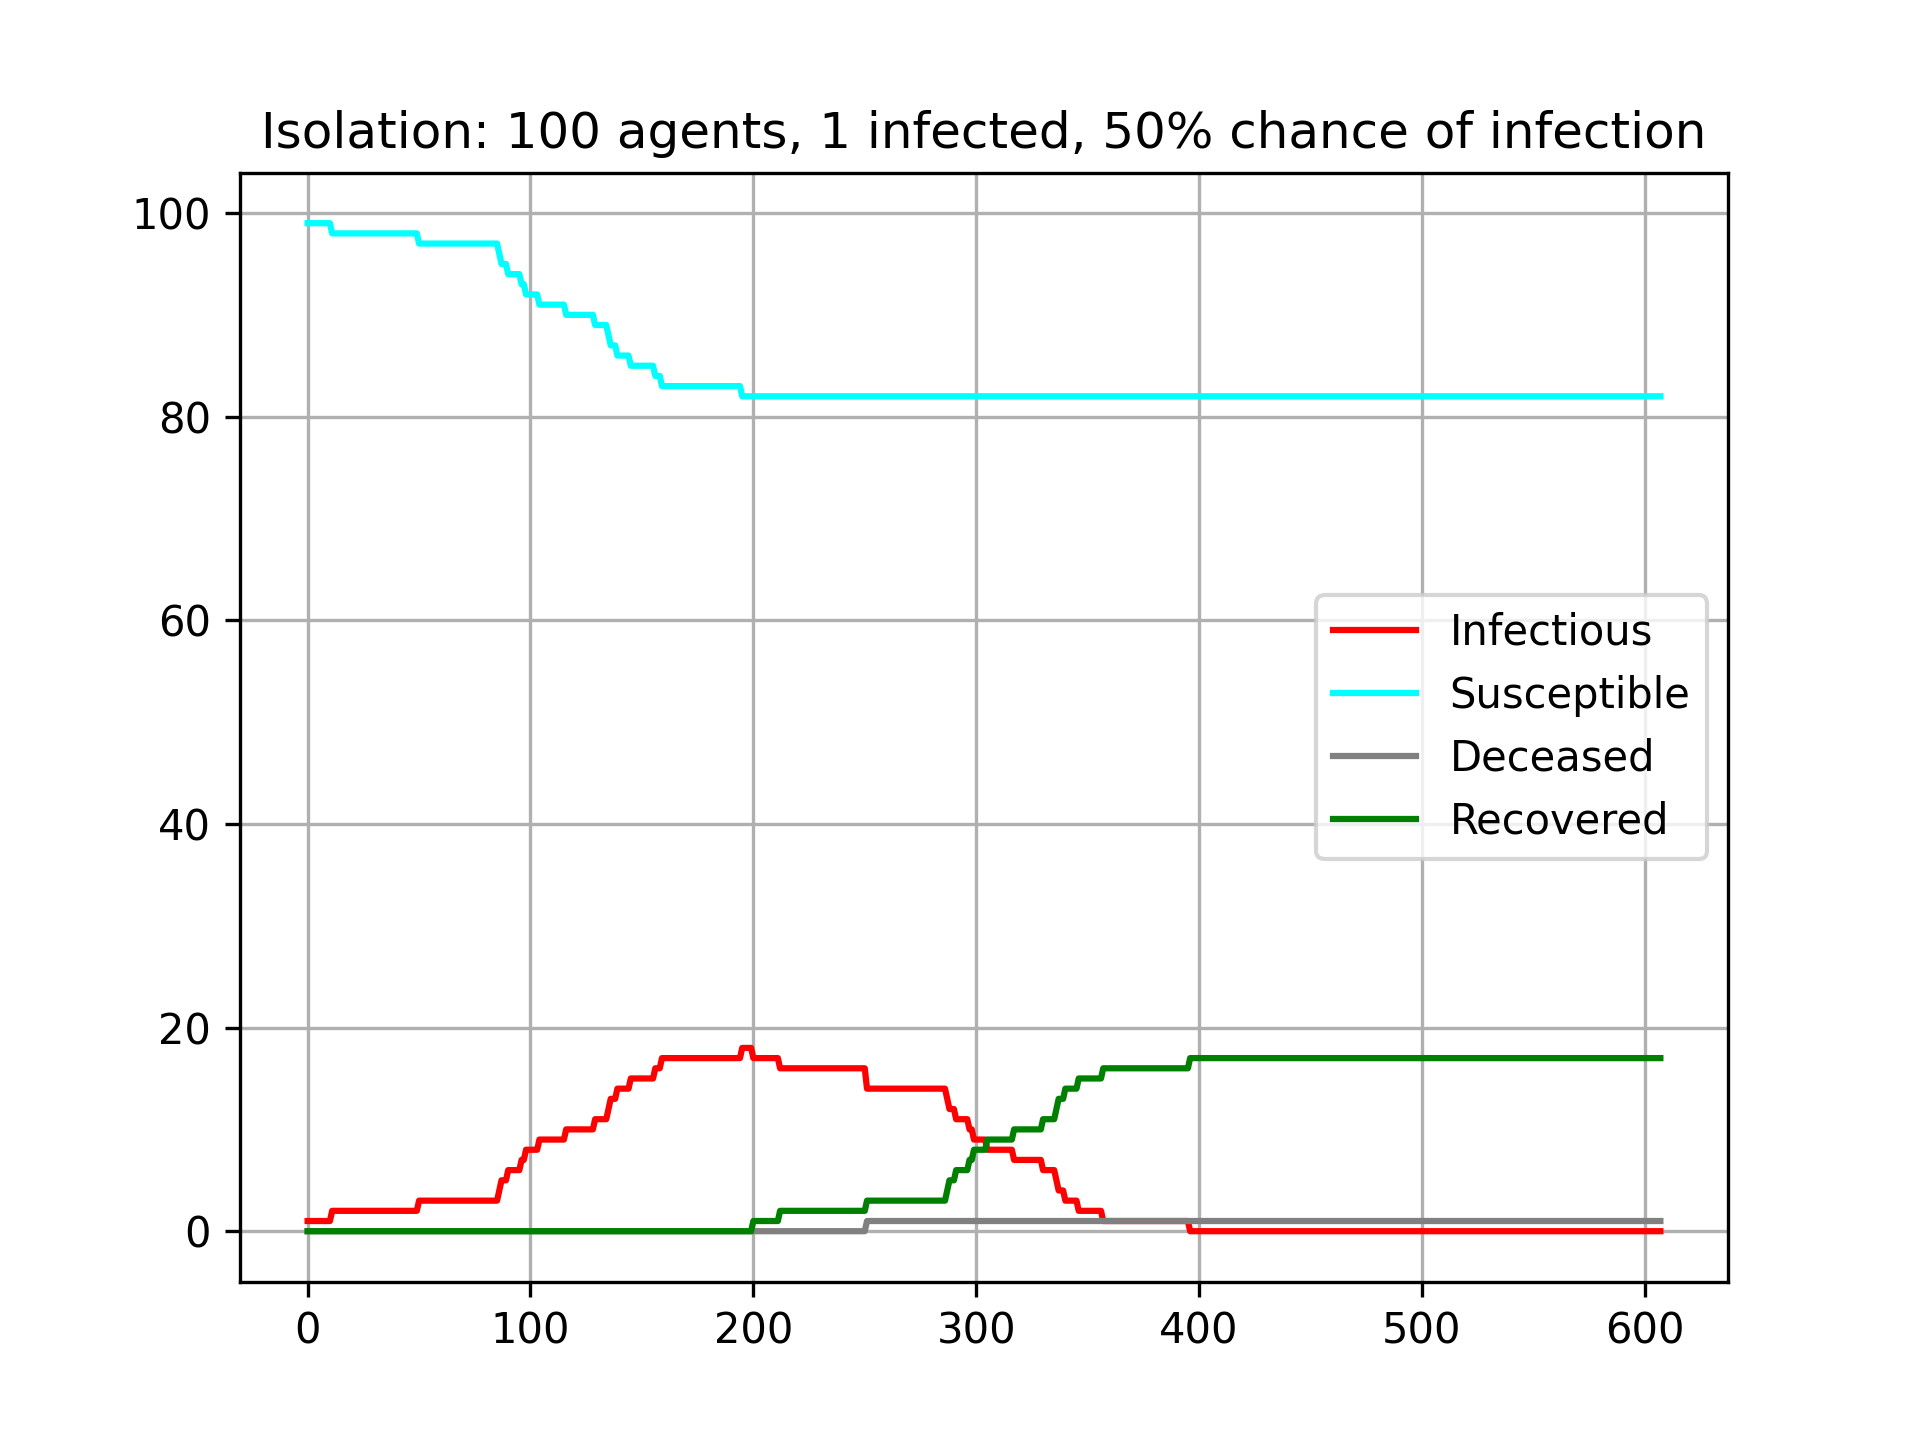 Isolation: 100 agents, 1 infected, 50% chance of infection
100
80
60
40
20
0
Infectious
Susceptible
Deceased
Recovered
0 100 200 300 400 500 600